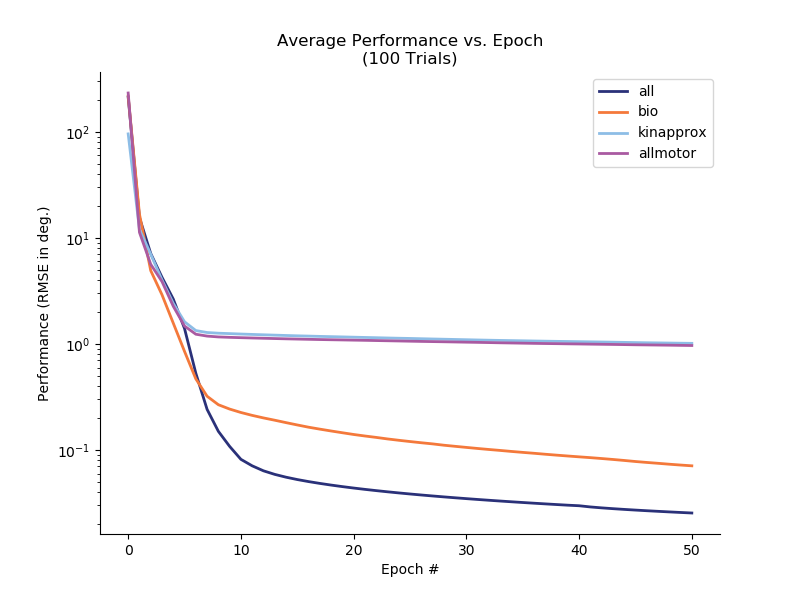 Average Performance vs. Epoch
(100 Trials)
all
bio
kinapprox
allmotor
Performance (RMSE in deg.)
10²
10¹
10⁰
10⁻¹
0 10 20 30 40 50
Epoch #